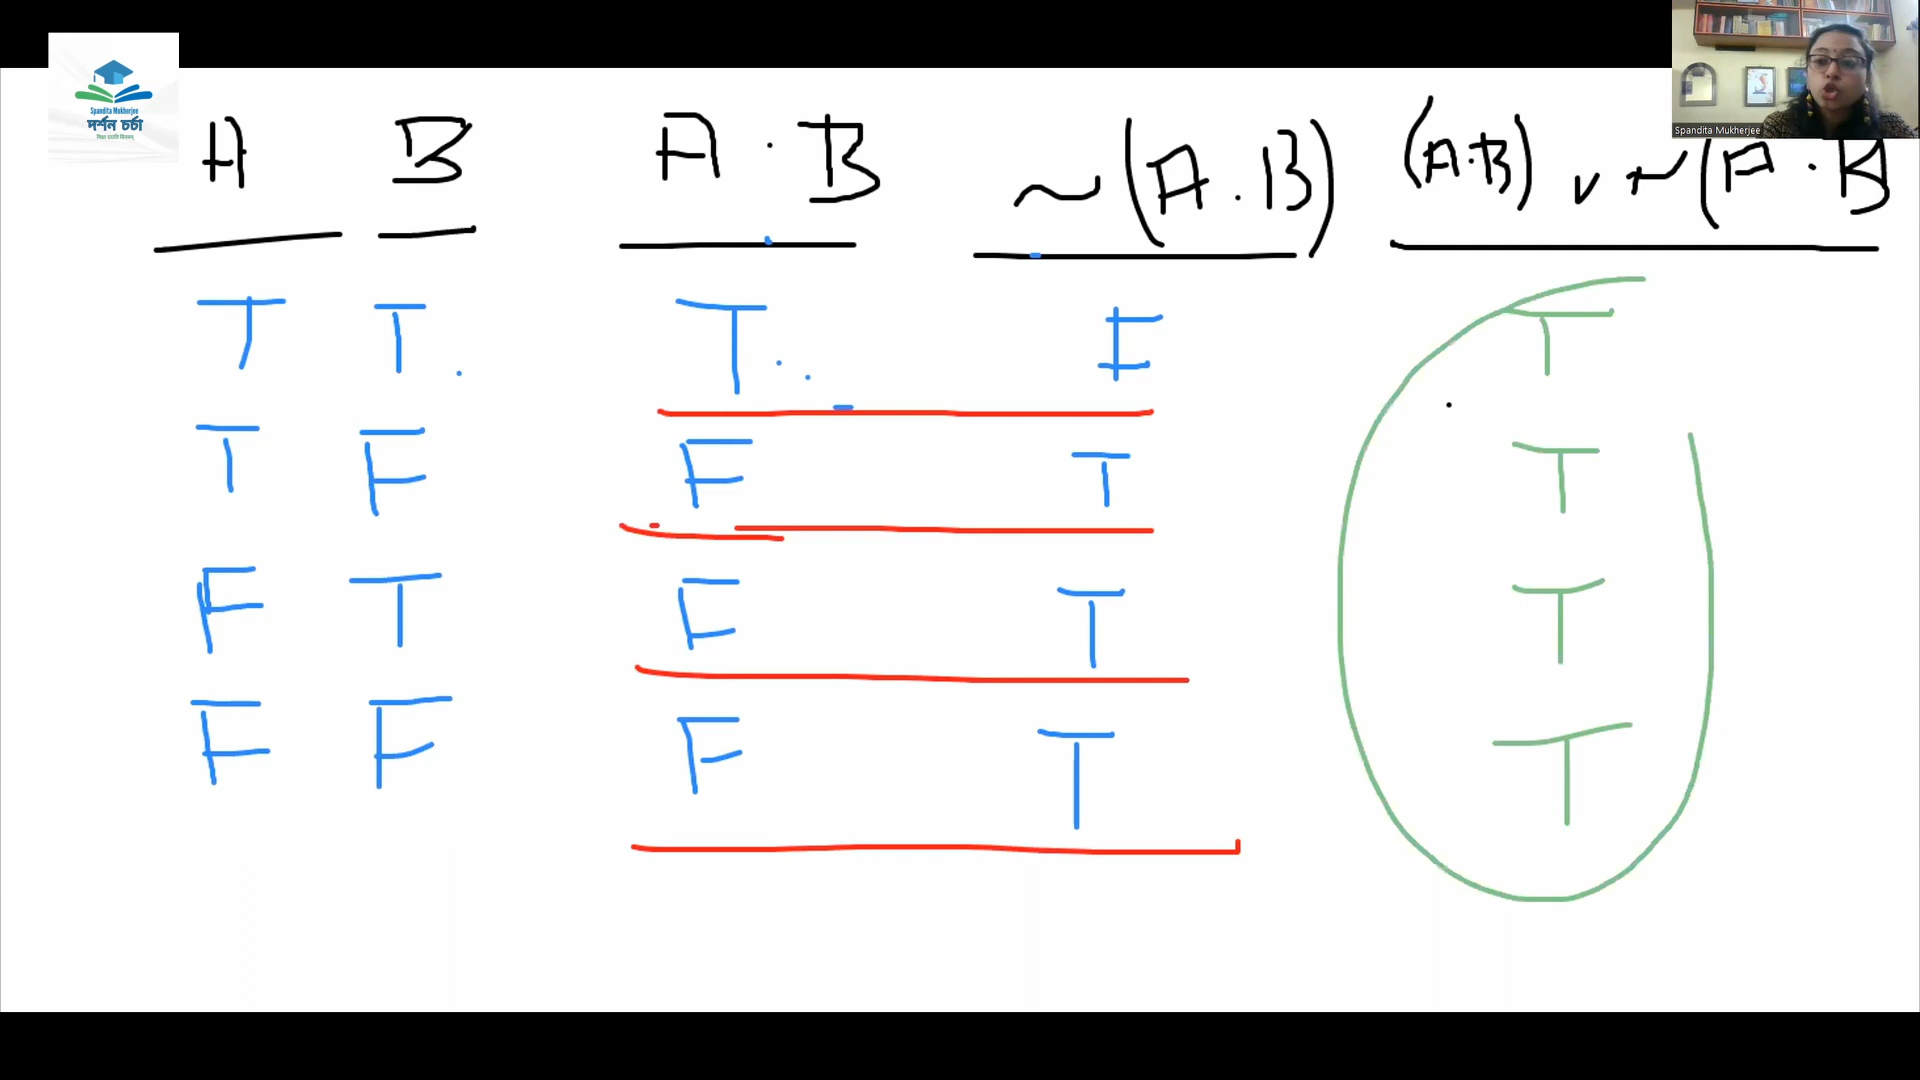 Spandita Mukherjee
দর্শন চর্চা
Spandita Mukherjee
A B A · B ~(A . B) (A·B) v ~(A · B
T T T F T
T F F T T
F T F T T
F F F T T